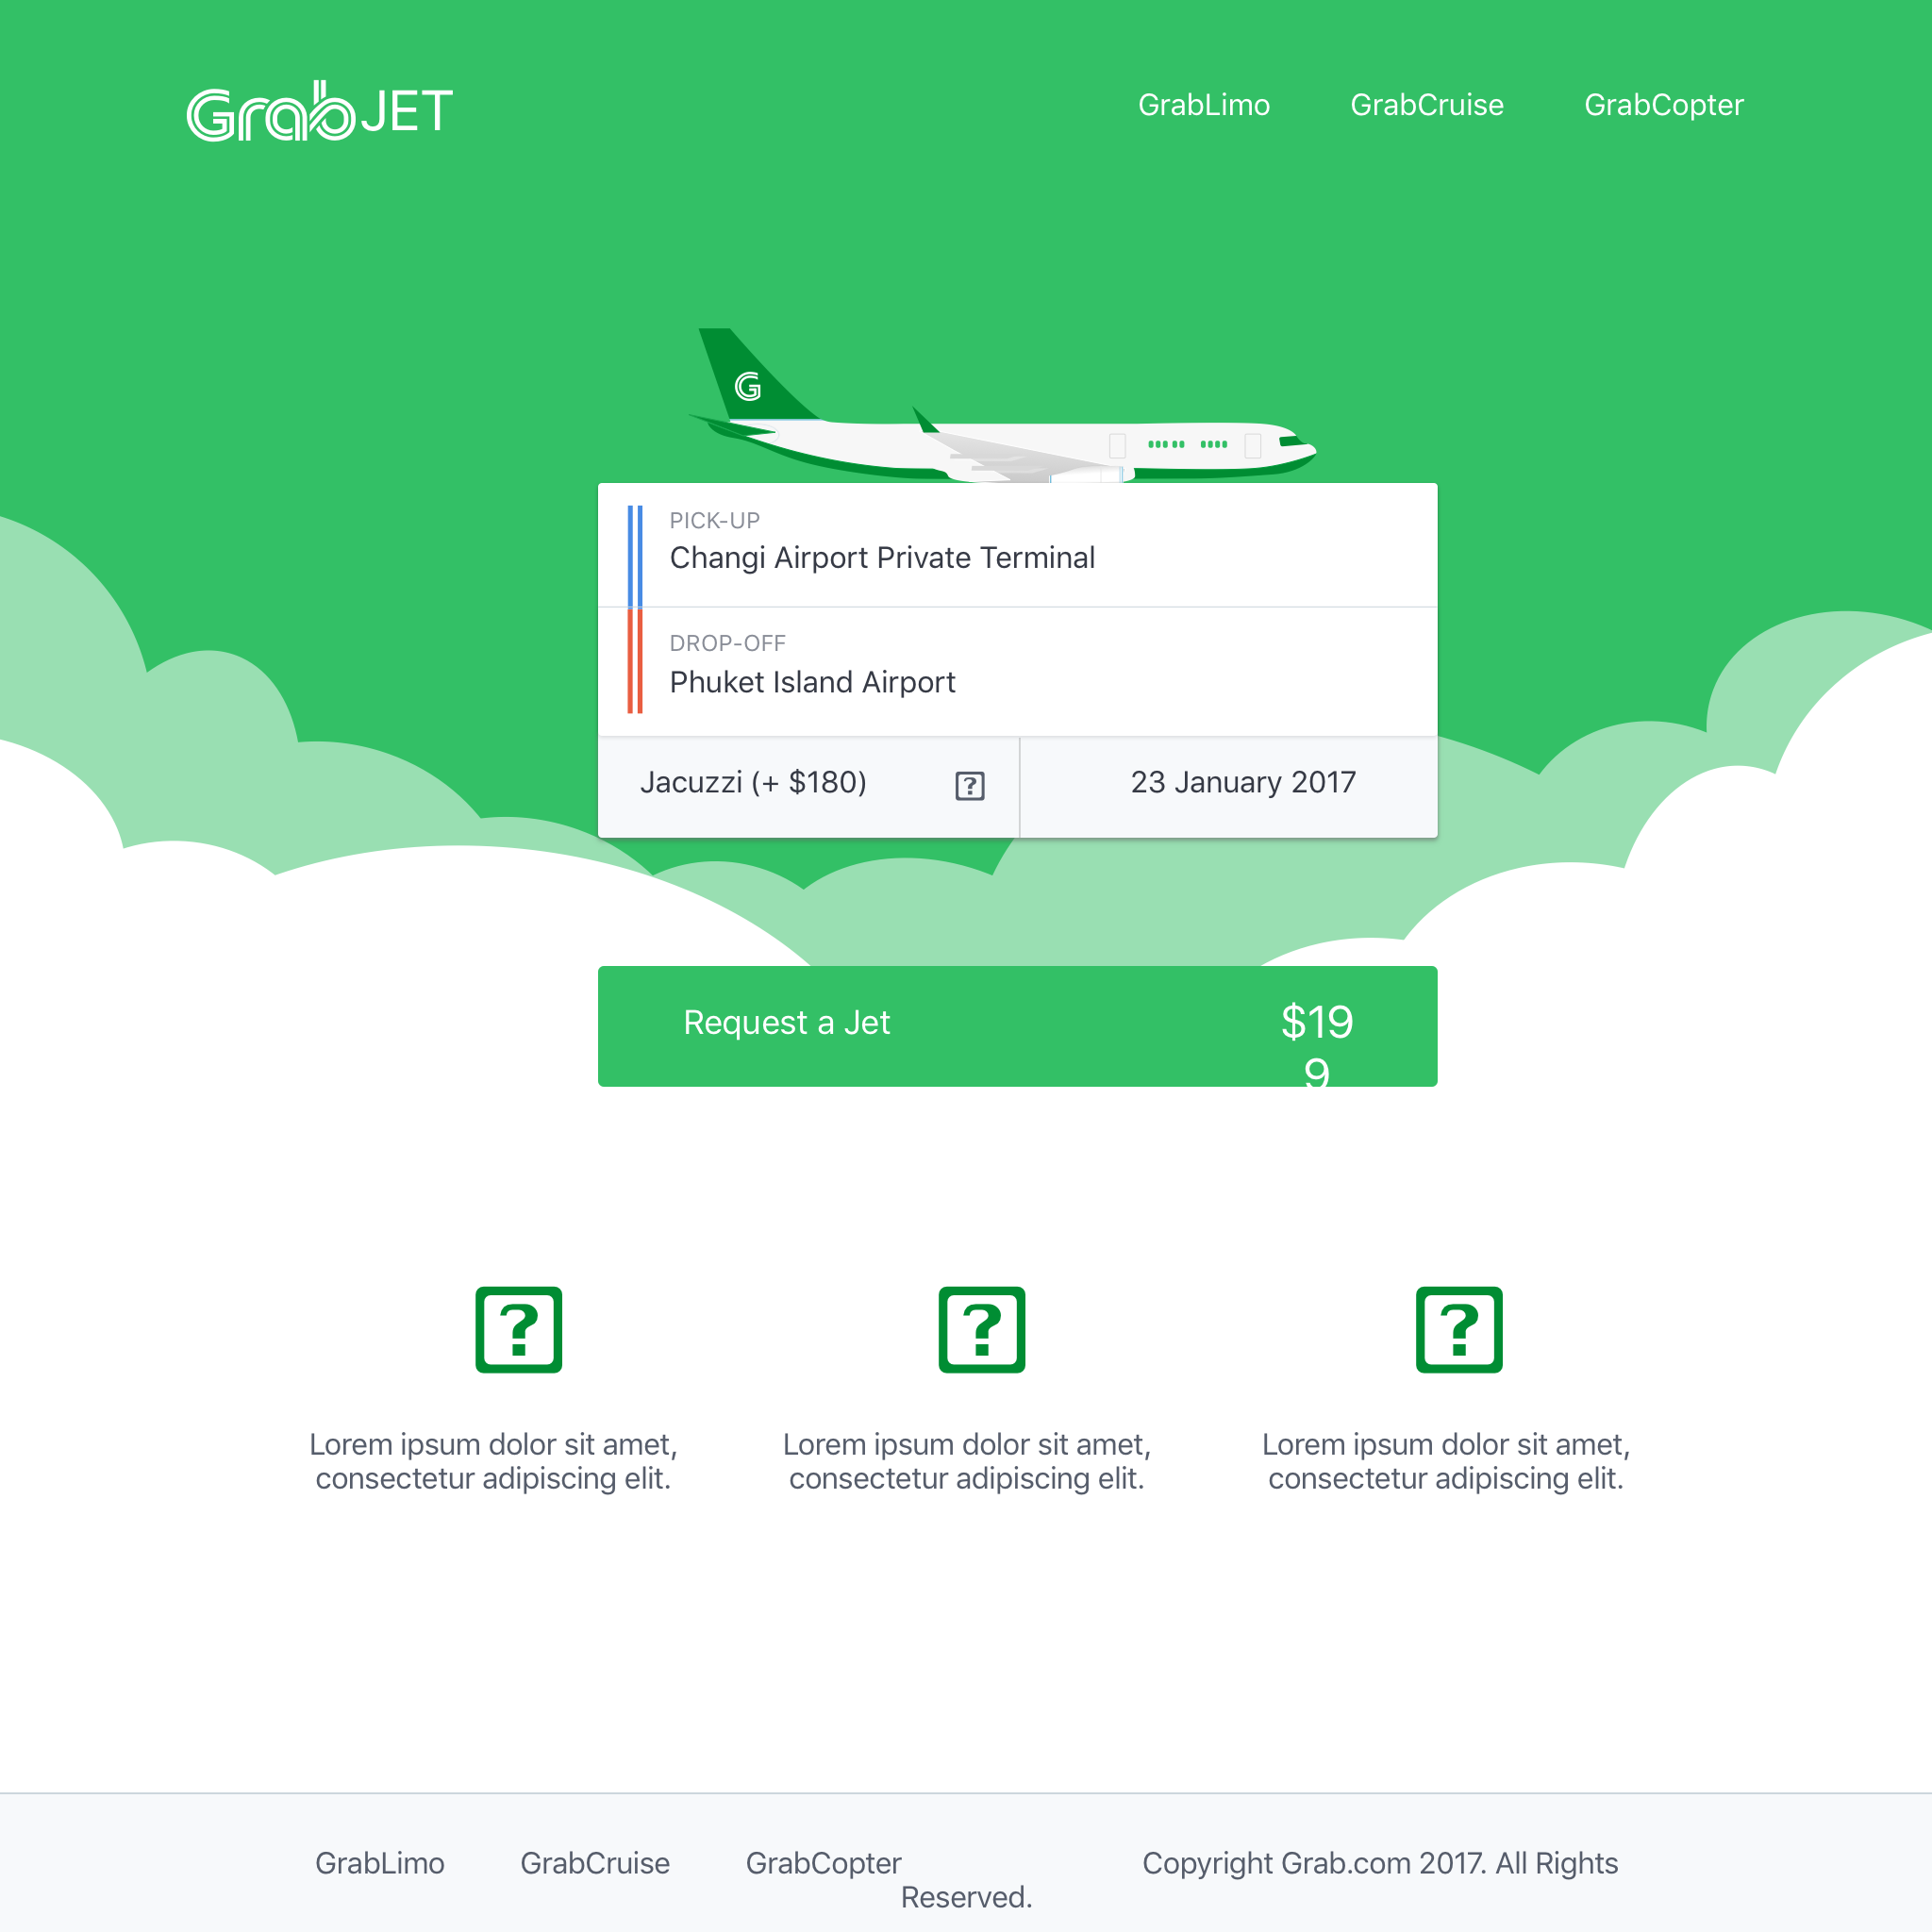 Grab JET
GrabLimo GrabCruise GrabCopter
G
PICK-UP
Changi Airport Private Terminal
DROP-OFF
Phuket Island Airport
Jacuzzi (+ $180) ? 23 January 2017
Request a Jet $19
9
? ? ?
Lorem ipsum dolor sit amet, Lorem ipsum dolor sit amet, Lorem ipsum dolor sit amet,
consectetur adipiscing elit. consectetur adipiscing elit. consectetur adipiscing elit.
GrabLimo GrabCruise GrabCopter Copyright Grab.com 2017. All Rights
Reserved.